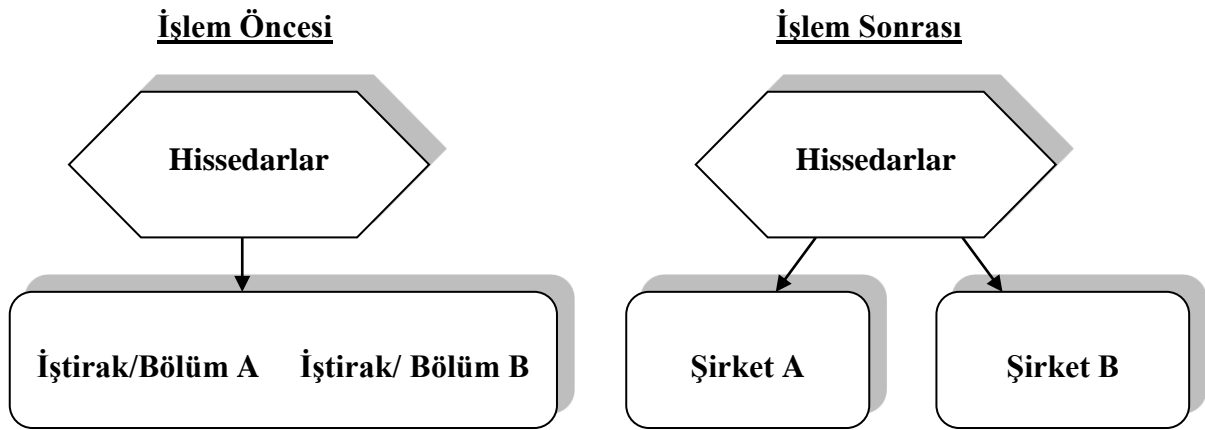 İşlem Öncesi
Hissedarlar
İştirak/Bölüm A İştirak/ Bölüm B
İşlem Sonrası
Hissedarlar
Şirket A
Şirket B